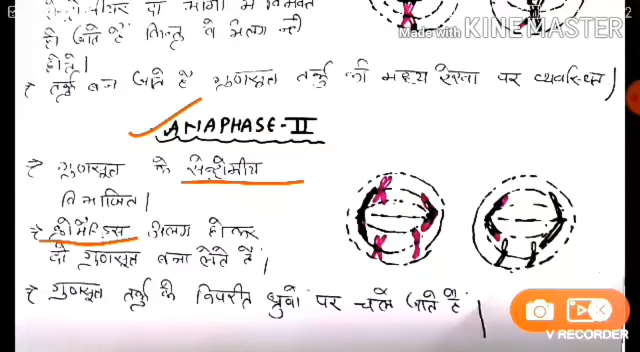 2
Made with KINEMASTER
हो जाते हैं किन्तु वे अलग नही
होते।
⇒ तर्कु बन जाते है गुणसूत्र तर्कु की मध्य रेखा पर व्यवस्थित।
ANAPHASE-II
⇒ गुणसूत्र के सेन्ट्रोमीय
विभाजित।
⇒ क्रोमैटिड्स अलग होकर
दो गुणसूत्र बना लेते है।
⇒ गुणसूत्र तर्कु की विपरीत ध्रुवो पर चले जाते है।
V RECORDER